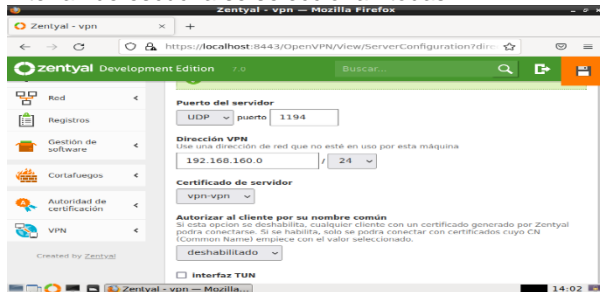 Zentyal - vpn — Mozilla Firefox
Zentyal - vpn
https://localhost:8443/OpenVPN/View/ServerConfiguration?dire
zentyal Development Edition 7.0
Buscar...
Red
Registros
Gestión de
software
Cortafuegos
Autoridad de
certificación
VPN
Created by Zentyal
Puerto del servidor
UDP puerto 1194
Dirección VPN
Use una dirección de red que no esté en uso por esta máquina
192.168.160.0 / 24
Certificado de servidor
vpn-vpn
Autorizar al cliente por su nombre común
Si esta opcion se deshabilita, cualquier cliente con un certificado generado por Zentyal
podra conectarse. Si se habilita, solo se podra conectar con certificados cuyo CN
(Common Name) empiece con el valor seleccionado.
deshabilitado
interfaz TUN
Zentyal - vpn — Mozilla...
14:02